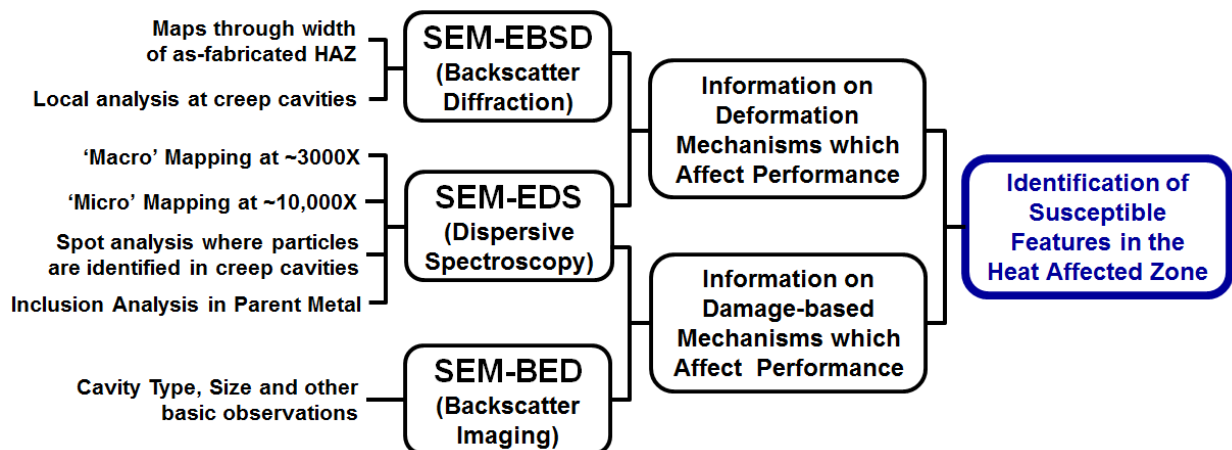 Maps through width
of as-fabricated HAZ
Local analysis at creep cavities
SEM-EBSD
(Backscatter
Diffraction)
‘Macro’ Mapping at ~3000X
‘Micro’ Mapping at ~10,000X
Spot analysis where particles
are identified in creep cavities
Inclusion Analysis in Parent Metal
SEM-EDS
(Dispersive
Spectroscopy)
Cavity Type, Size and other
basic observations
SEM-BED
(Backscatter
Imaging)
Information on
Deformation
Mechanisms which
Affect Performance
Information on
Damage-based
Mechanisms which
Affect Performance
Identification of
Susceptible
Features in the
Heat Affected Zone